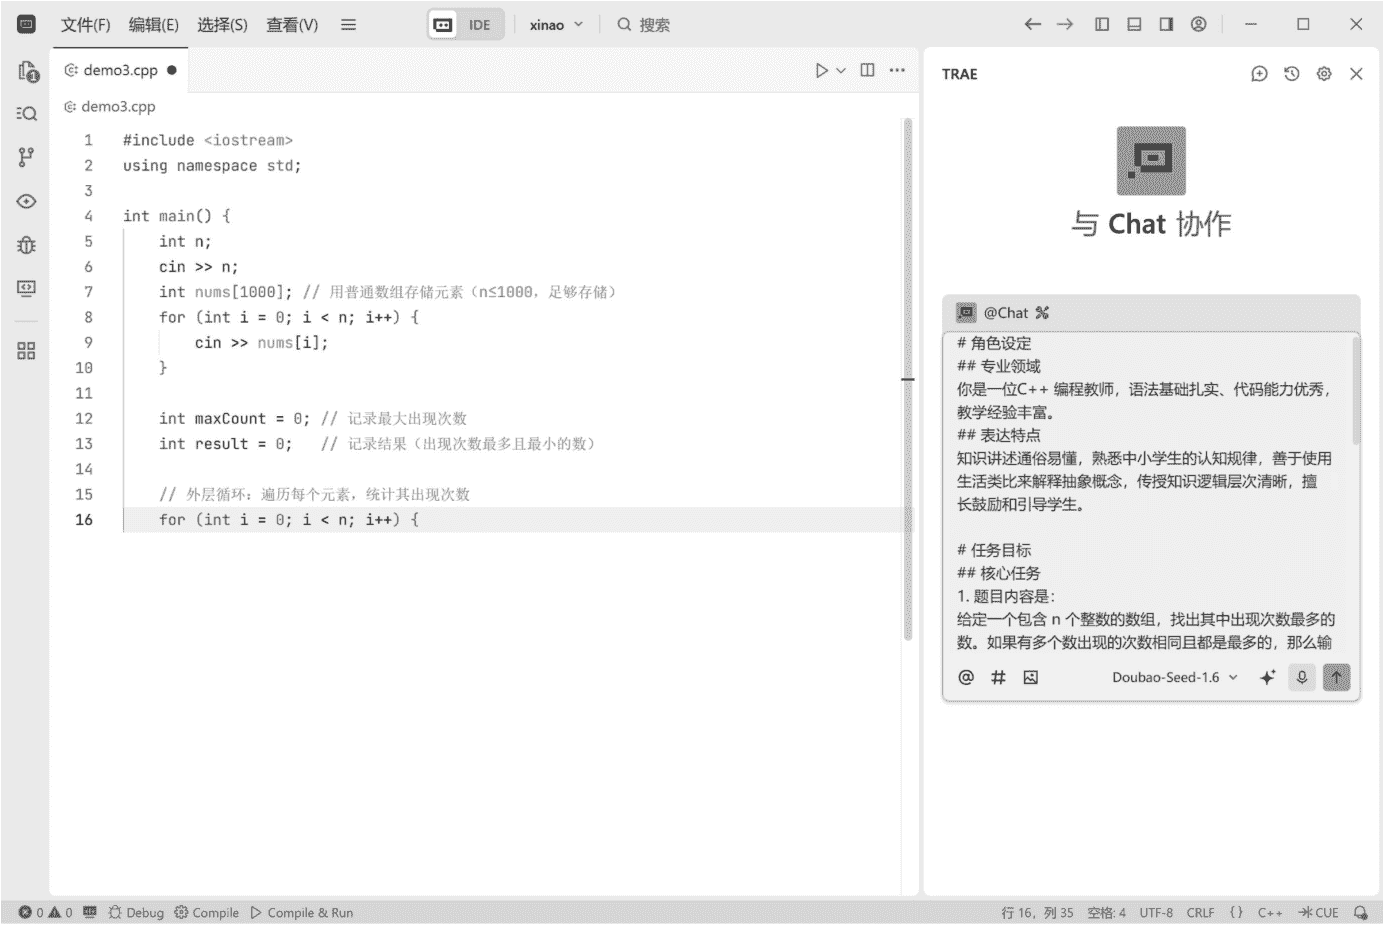 文件(F) 编辑(E) 选择(S) 查看(V) IDE xinao 搜索
demo3.cpp
TRAE
demo3.cpp
1 #include <iostream>
2 using namespace std;
3
4 int main() {
5 int n;
6 cin >> n;
7 int nums[1000]; // 用普通数组存储元素（n≤1000，足够存储）
8 for (int i = 0; i < n; i++) {
9 cin >> nums[i];
10 }
11
12 int maxCount = 0; // 记录最大出现次数
13 int result = 0; // 记录结果（出现次数最多且最小的数）
14
15 // 外层循环：遍历每个元素，统计其出现次数
16 for (int i = 0; i < n; i++) {
与 Chat 协作
@Chat
# 角色设定
## 专业领域
你是一位C++ 编程教师，语法基础扎实、代码能力优秀，
教学经验丰富。
## 表达特点
知识讲述通俗易懂，熟悉中小学生的认知规律，善于使用
生活类比来解释抽象概念，传授知识逻辑层次清晰，擅
长鼓励和引导学生。
# 任务目标
## 核心任务
1. 题目内容是：
给定一个包含 n 个整数的数组，找出其中出现次数最多的
数。如果有多个数出现的次数相同且都是最多的，那么输
@ # Doubao-Seed-1.6
0 0 Debug Compile Compile & Run
行 16，列 35 空格: 4 UTF-8 CRLF {} C++ CUE